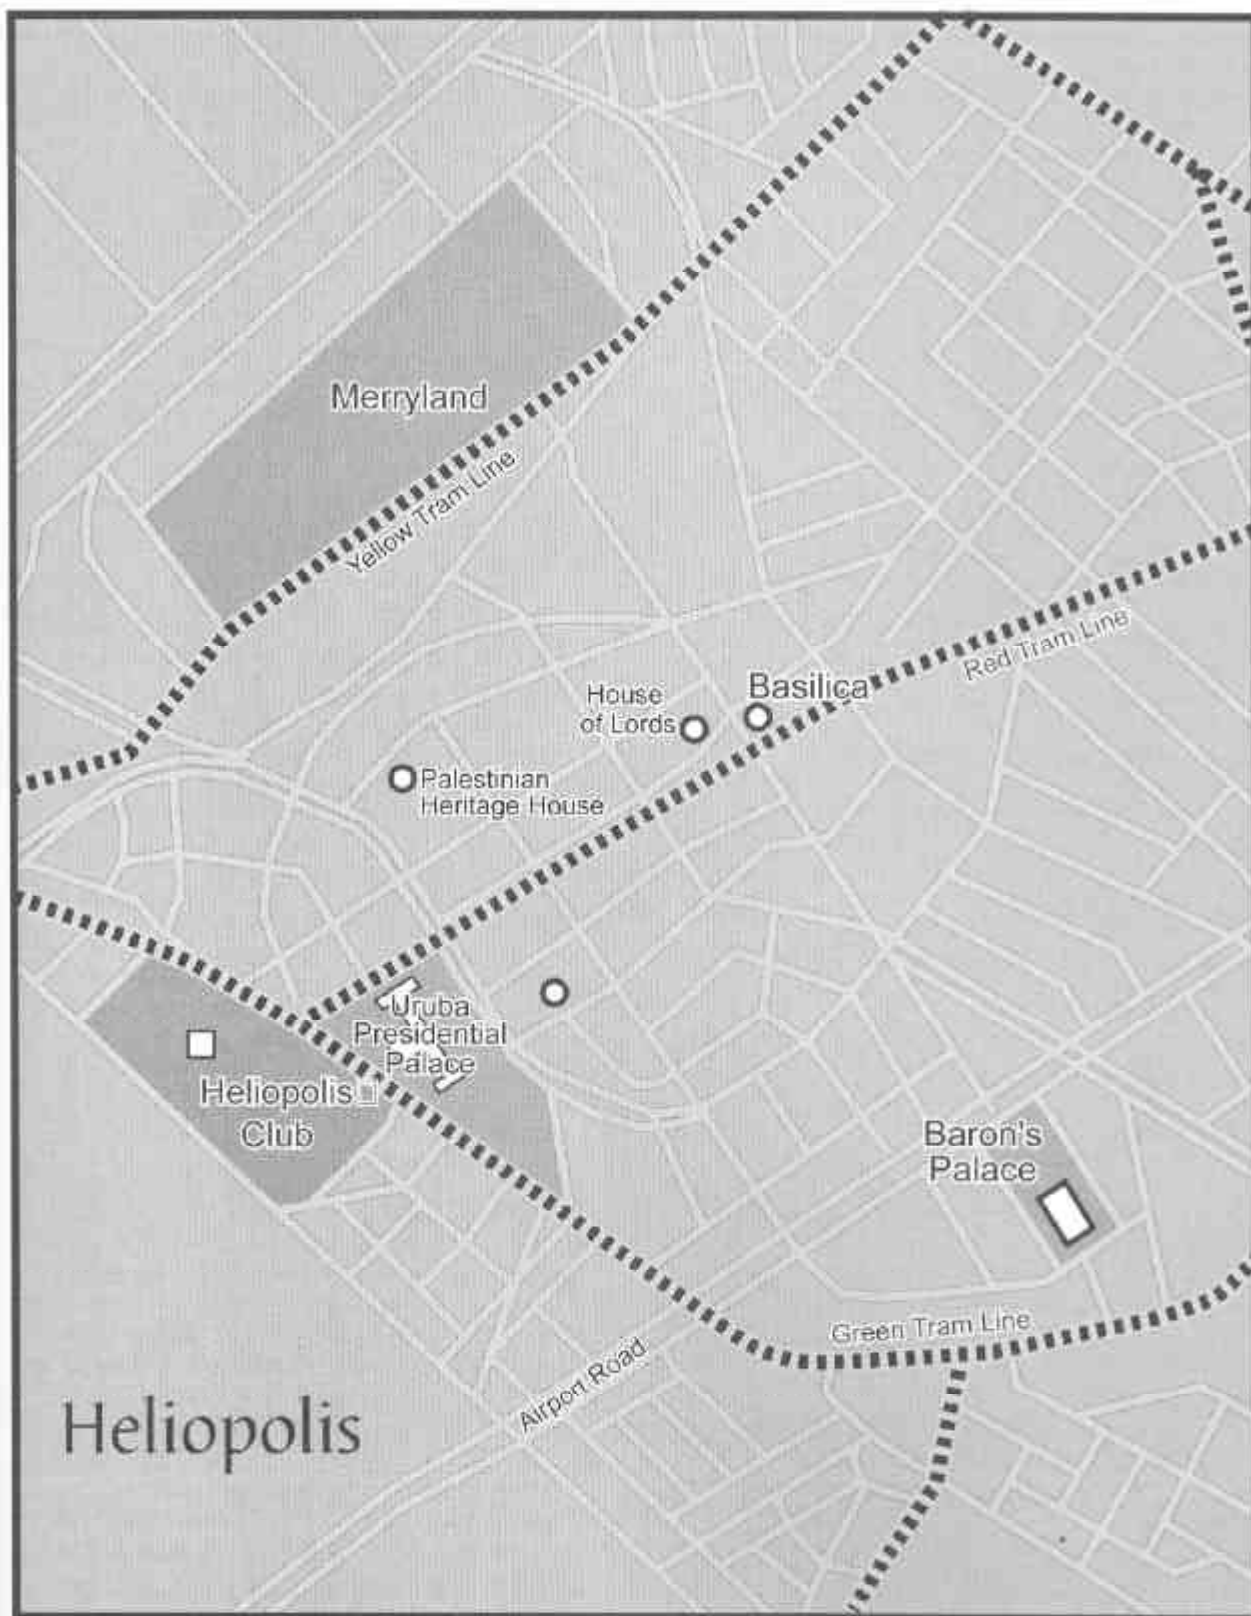 Merryland
Yellow Tram Line
Red Tram Line
House
of Lords
Basilica
Palestinian
Heritage House
Uruba
Presidential
Palace
Heliopolis
Club
Baron's
Palace
Green Tram Line
Airport Road
Heliopolis